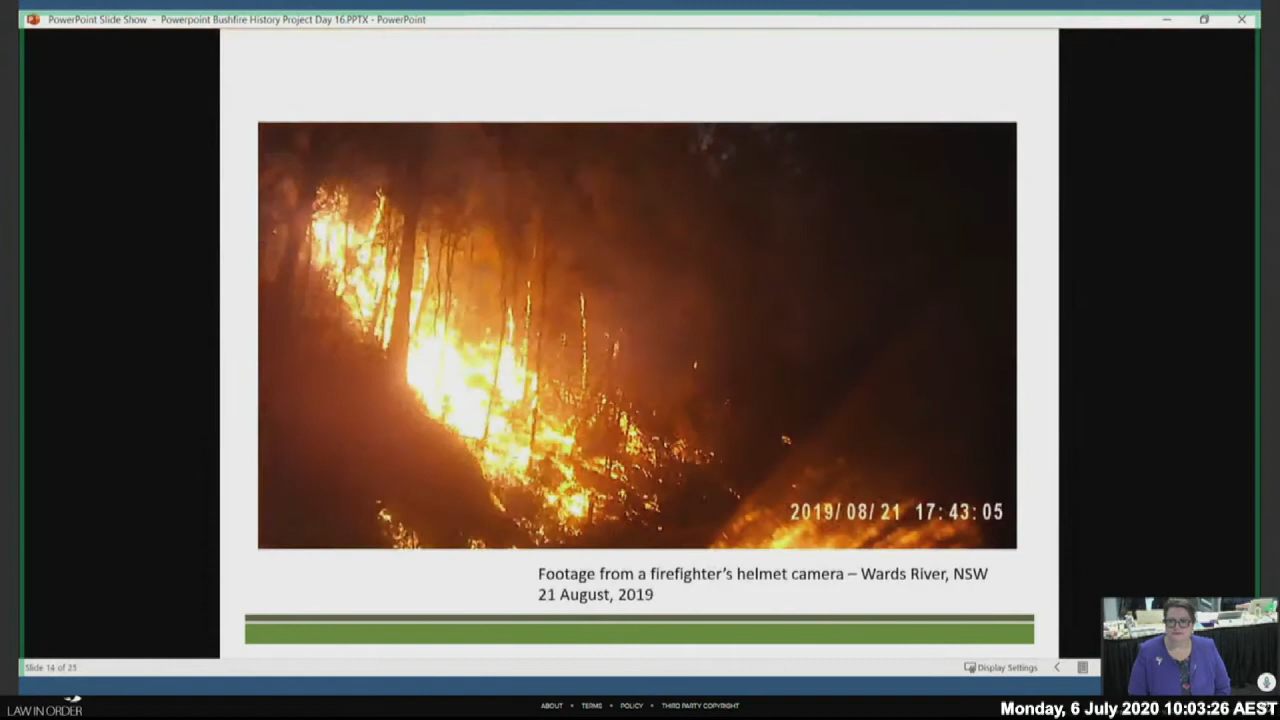 PowerPoint Slide Show - Powerpoint Bushfire History Project Day 16.PPTX - PowerPoint
2019/08/21 17:43:05
Footage from a firefighter's helmet camera – Wards River, NSW
21 August, 2019
Slide 14 of 25
Display Settings
LAW IN ORDER
ABOUT • TERMS • POLICY • THIRD PARTY COPYRIGHT
Monday, 6 July 2020 10:03:26 AEST